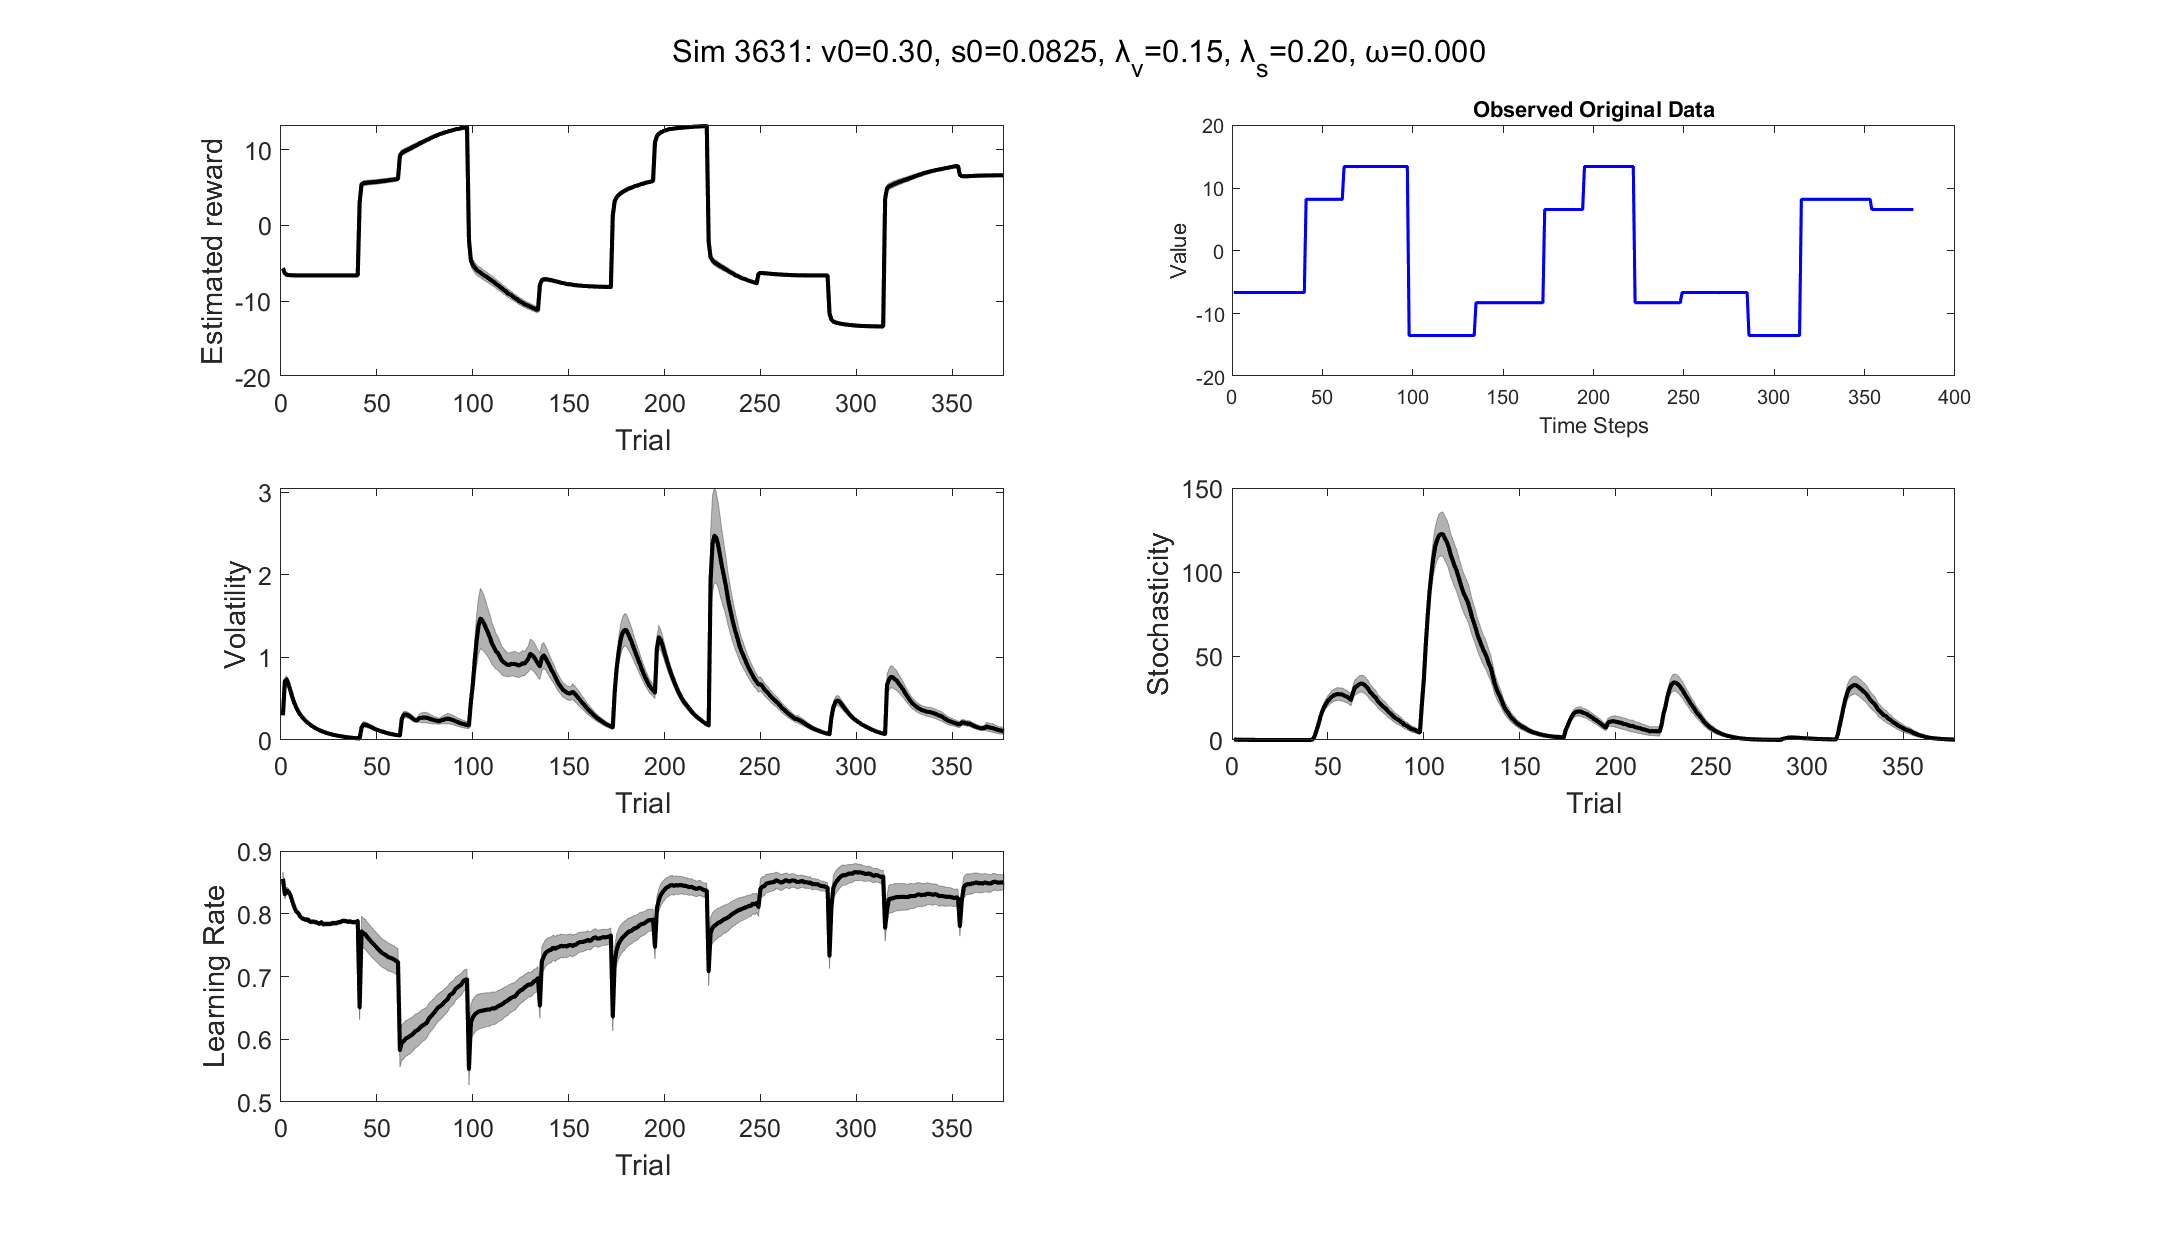 Sim 3631: v0=0.30, s0=0.0825, λ_v=0.15, λ_s=0.20, ω=0.000
Estimated reward
10
0
-10
-20
0 50 100 150 200 250 300 350
Trial
Observed Original Data
Value
20
10
0
-10
-20
0 50 100 150 200 250 300 350 400
Time Steps
Volatility
3
2
1
0
0 50 100 150 200 250 300 350
Trial
Stochasticity
150
100
50
0
0 50 100 150 200 250 300 350
Trial
Learning Rate
0.9
0.8
0.7
0.6
0.5
0 50 100 150 200 250 300 350
Trial